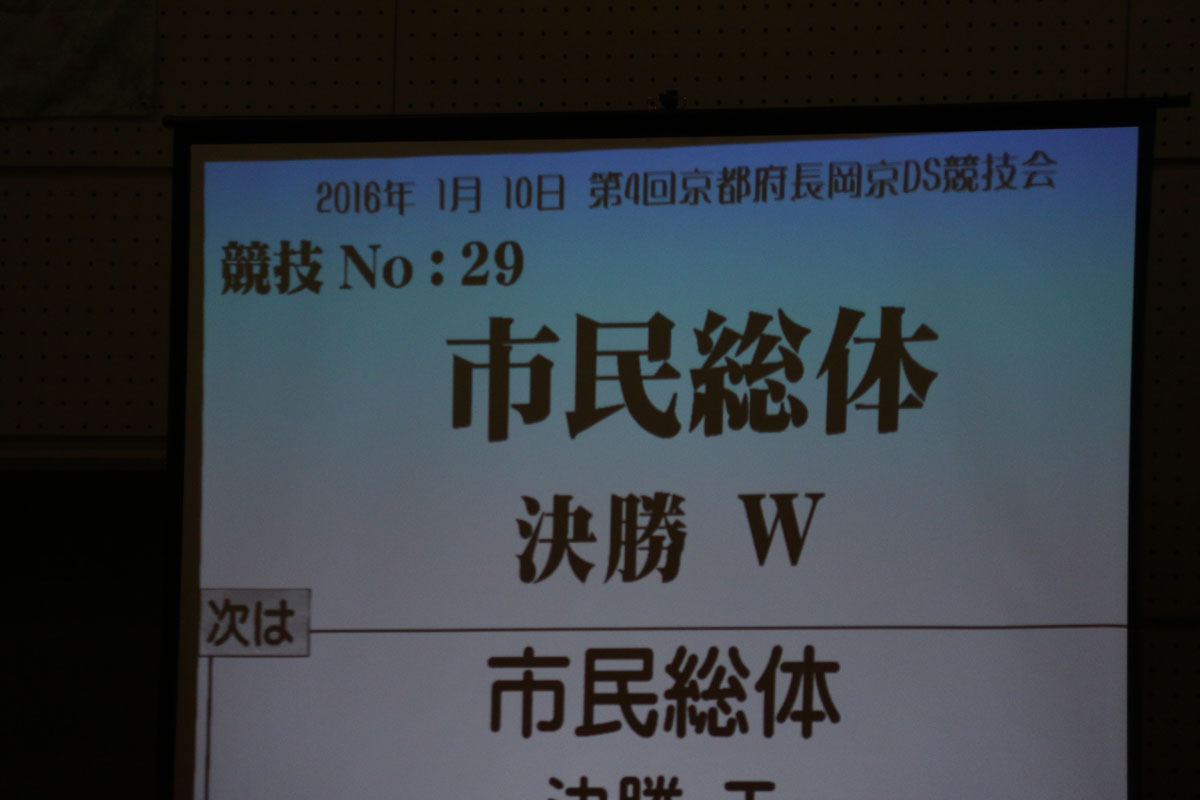 2016年 1月 10日 第4回京都府長岡京DS競技会
競技 No : 29
市民総体
決勝 W
次は
市民総体
決勝